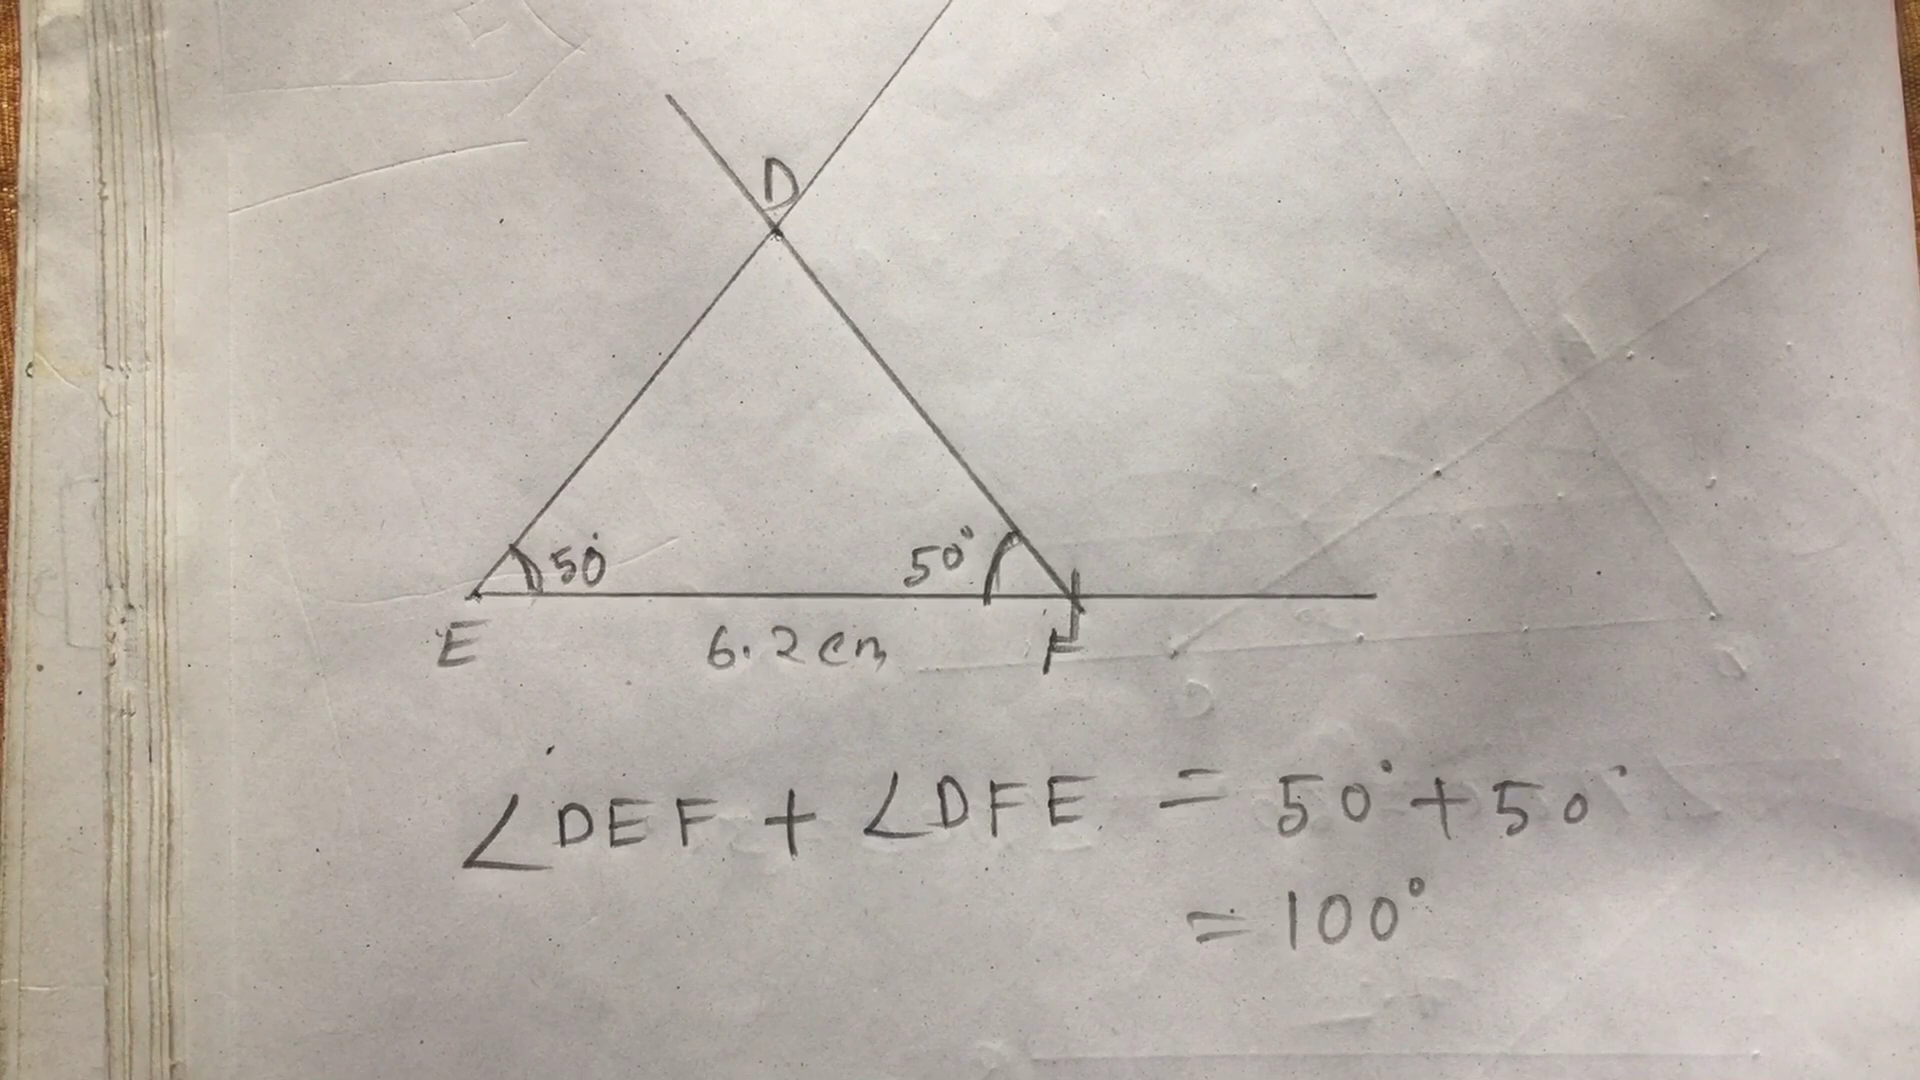 D
50° 50°
E 6.2 cm F
∠DEF + ∠DFE = 50° + 50°
= 100°